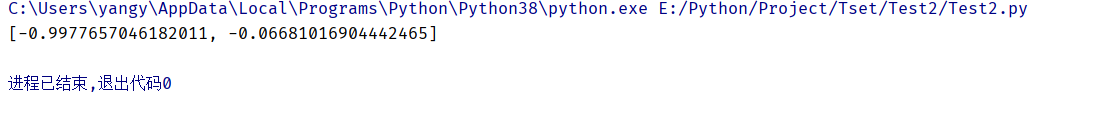 C:\Users\yangy\AppData\Local\Programs\Python\Python38\python.exe E:/Python/Project/Tset/Test2/Test2.py
[-0.9977657046182011, -0.06681016904442465]
进程已结束,退出代码0